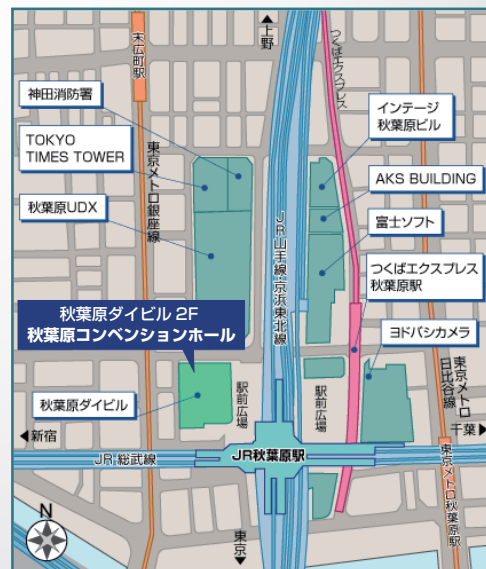 ▲上野
末広町駅
つくばエクスプレス
神田消防署
インテージ
秋葉原ビル
TOKYO
TIMES TOWER
東京メトロ銀座線
AKS BUILDING
秋葉原UDX
JR山手線・京浜東北線
富士ソフト
つくばエクスプレス
秋葉原駅
秋葉原ダイビル 2F
秋葉原コンベンションホール
ヨドバシカメラ
東京メトロ
日比谷線
秋葉原ダイビル
駅前広場
駅前広場
◀新宿
千葉▶
JR総武線
JR秋葉原駅
東京メトロ秋葉原駅
N
東京▼